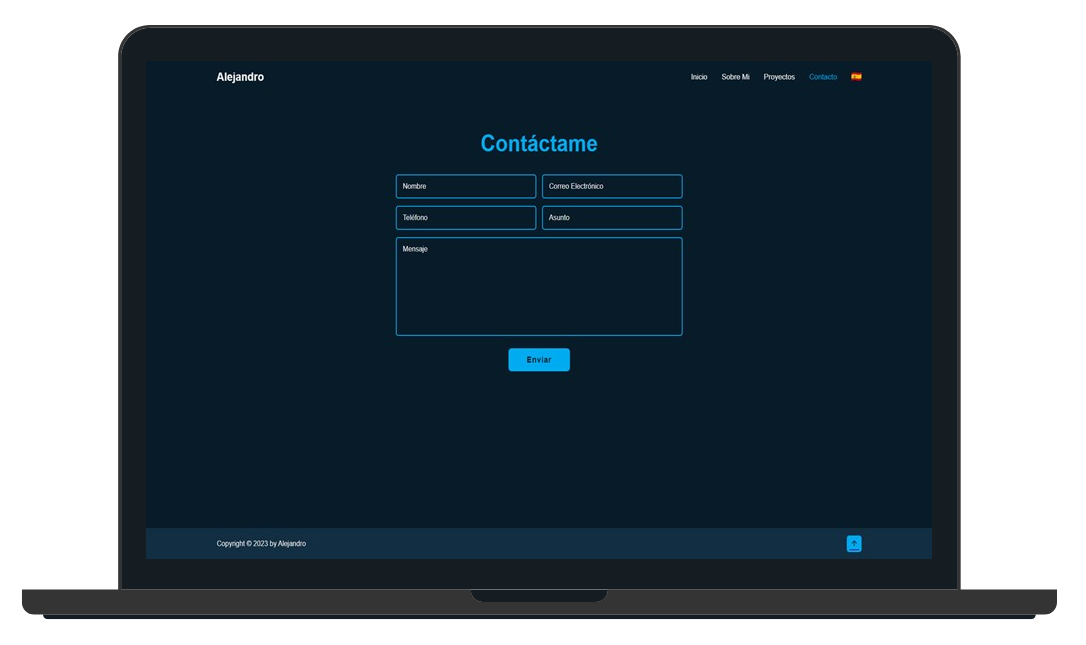 Alejandro
Inicio Sobre Mi Proyectos Contacto
Contáctame
Nombre Correo Electrónico
Teléfono Asunto
Mensaje
Enviar
Copyright © 2023 by Alejandro